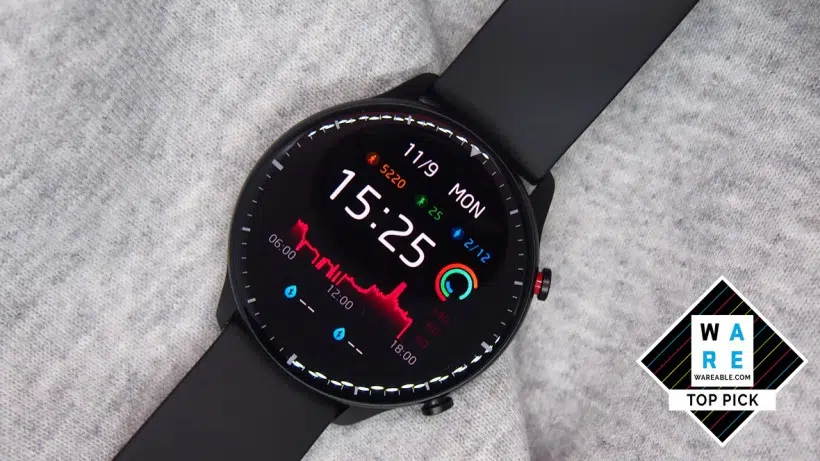 11/9 MON
5220 25 2/12
15:25
06:00
12:00
18:00
-- --
W A
R E
WAREABLE.COM
TOP PICK